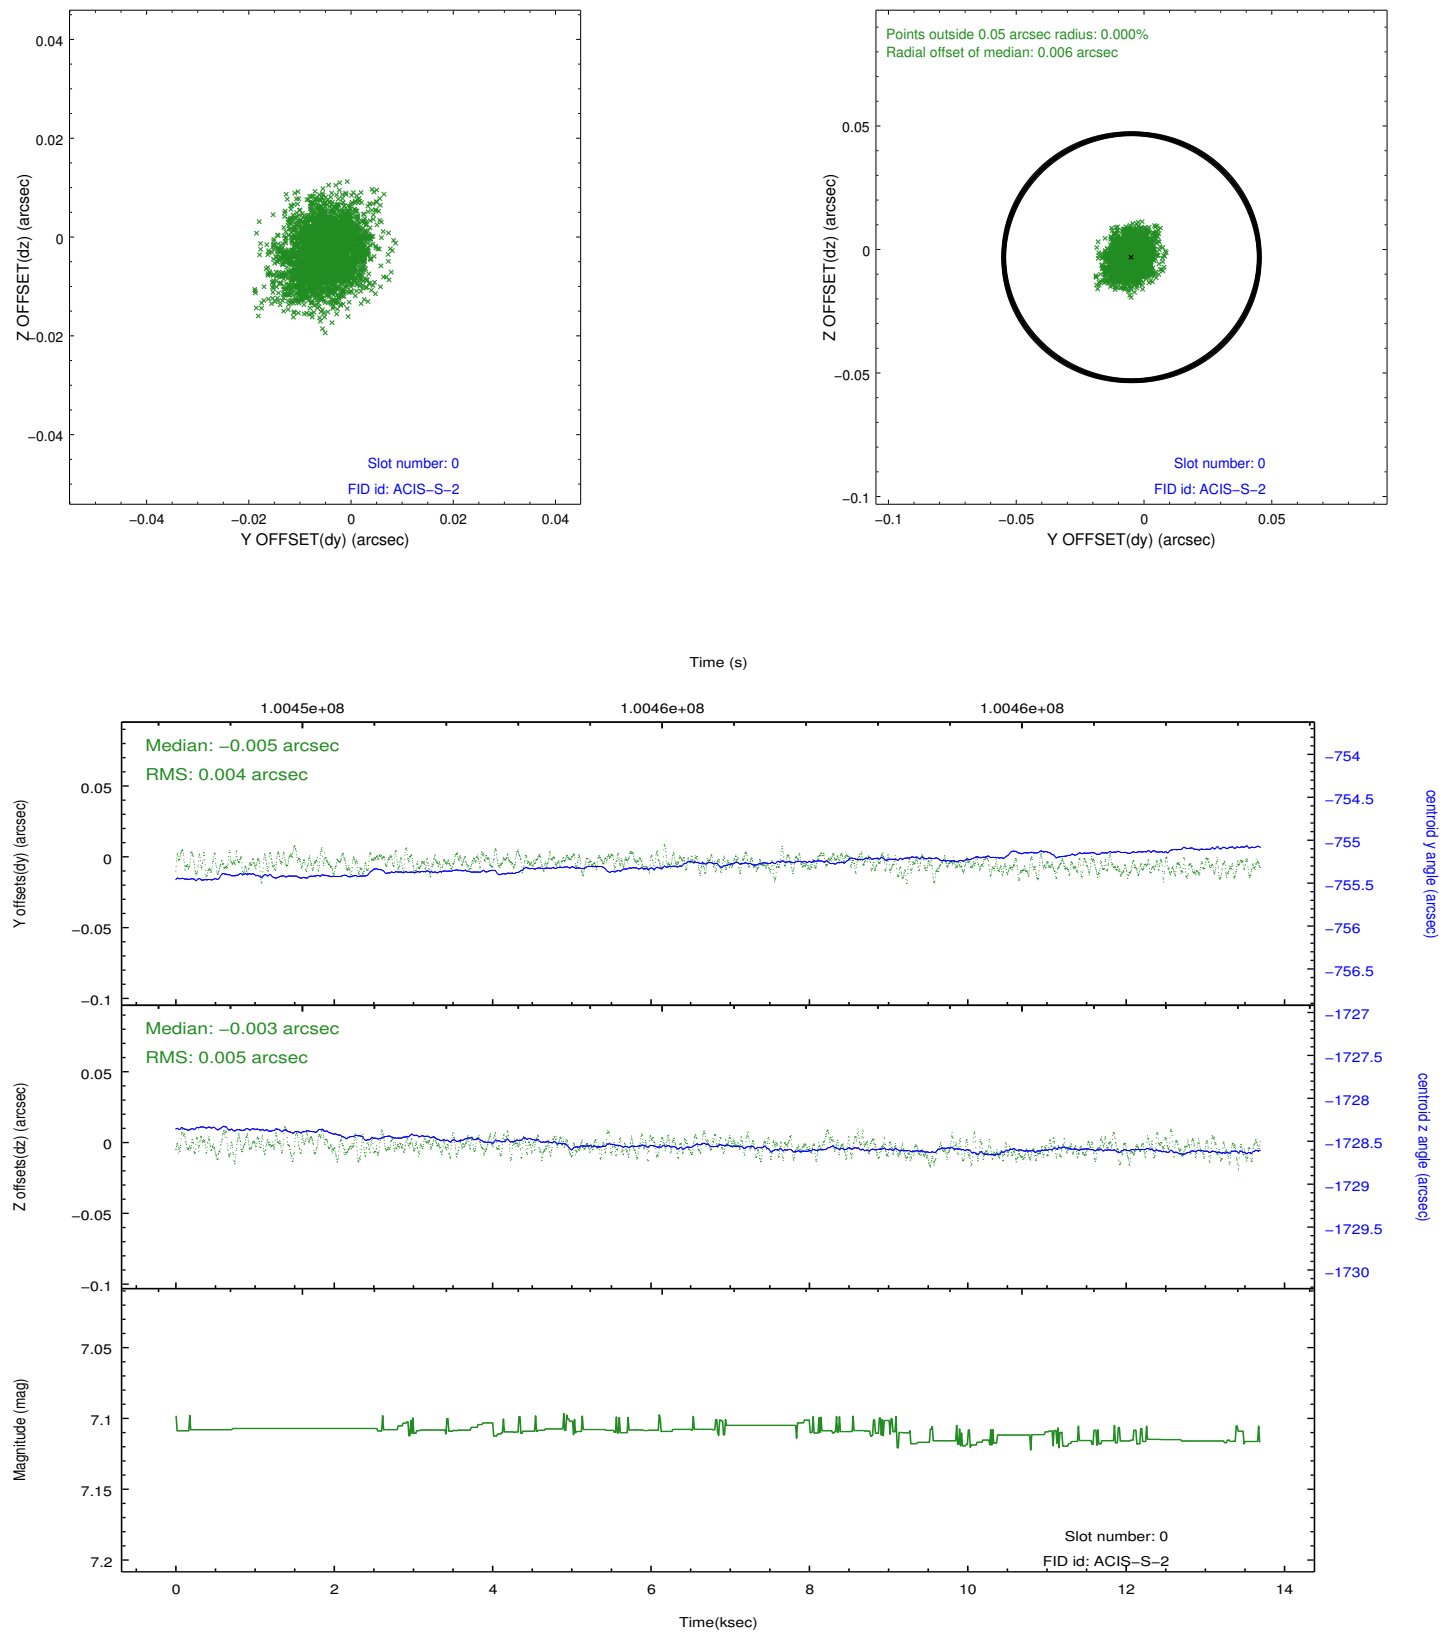 0.04
0.02
0
−0.02
−0.04
Z OFFSET(dz) (arcsec)
Slot number: 0
FID id: ACIS−S−2
−0.04 −0.02 0 0.02 0.04
Y OFFSET(dy) (arcsec)
Points outside 0.05 arcsec radius: 0.000%
Radial offset of median: 0.006 arcsec
0.05
0
−0.05
−0.1
Z OFFSET(dz) (arcsec)
Slot number: 0
FID id: ACIS−S−2
−0.1 −0.05 0 0.05
Y OFFSET(dy) (arcsec)
Time (s)
1.0045e+08 1.0046e+08 1.0046e+08
Median: −0.005 arcsec
RMS: 0.004 arcsec
0.05
0
−0.05
−0.1
Y offsets(dy) (arcsec)
−754
−754.5
−755
−755.5
−756
−756.5
centroid y angle (arcsec)
Median: −0.003 arcsec
RMS: 0.005 arcsec
0.05
0
−0.05
−0.1
Z offsets(dz) (arcsec)
−1727
−1727.5
−1728
−1728.5
−1729
−1729.5
−1730
centroid z angle (arcsec)
7.05
7.1
7.15
7.2
Magnitude (mag)
Slot number: 0
FID id: ACIS−S−2
0 2 4 6 8 10 12 14
Time(ksec)